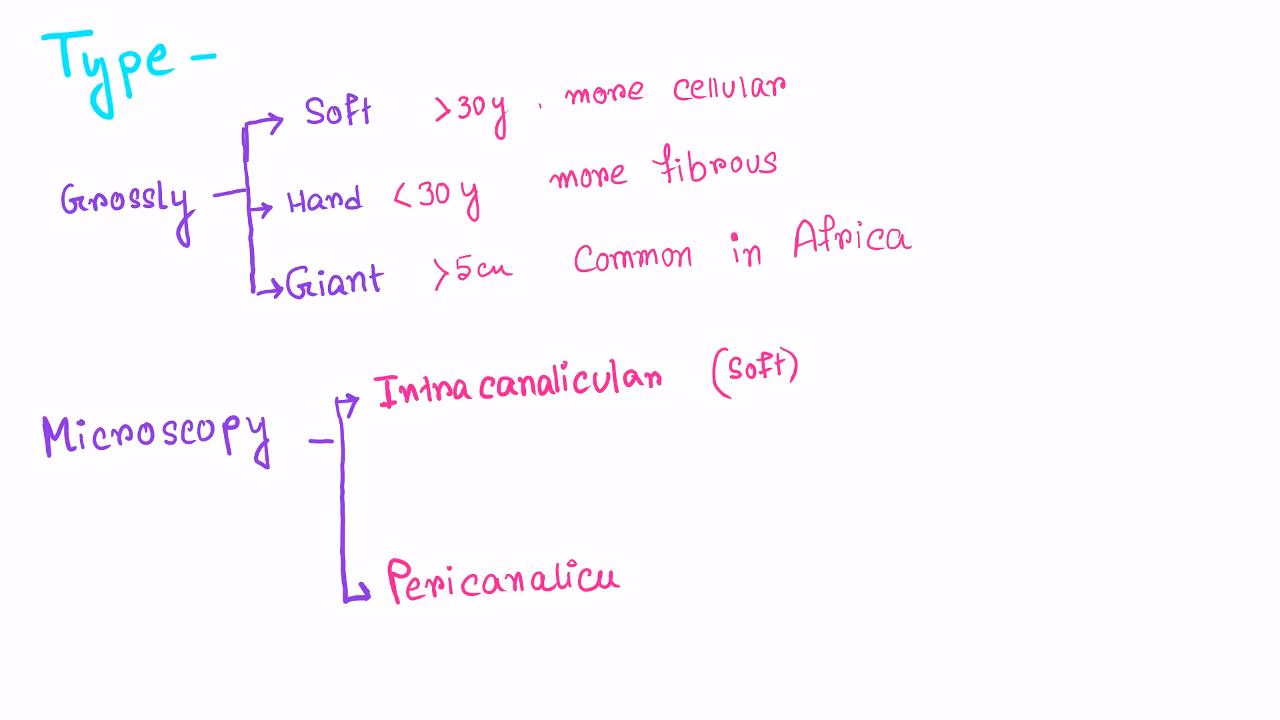 Type -
Soft >30y . more cellular
Grossly Hard <30y more fibrous
Giant >5cm Common in Africa
Intracanalicular (soft)
Microscopy
Pericanalicu